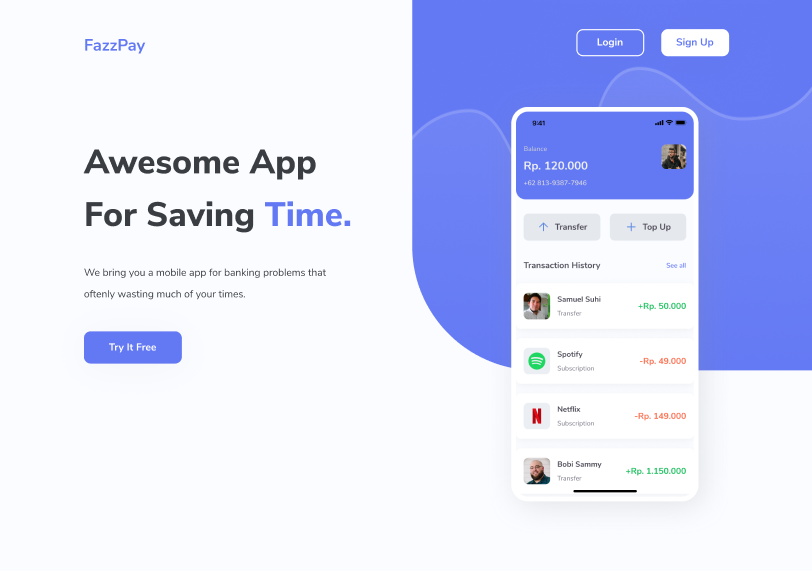 FazzPay
Login
Sign Up
Awesome App
For Saving Time.
We bring you a mobile app for banking problems that
oftenly wasting much of your times.
Try It Free
9:41
Balance
Rp. 120.000
+62 813-9387-7946
Transfer
Top Up
Transaction History
See all
Samuel Suhi
Transfer
+Rp. 50.000
Spotify
Subscription
-Rp. 49.000
Netflix
Subscription
-Rp. 149.000
Bobi Sammy
Transfer
+Rp. 1.150.000